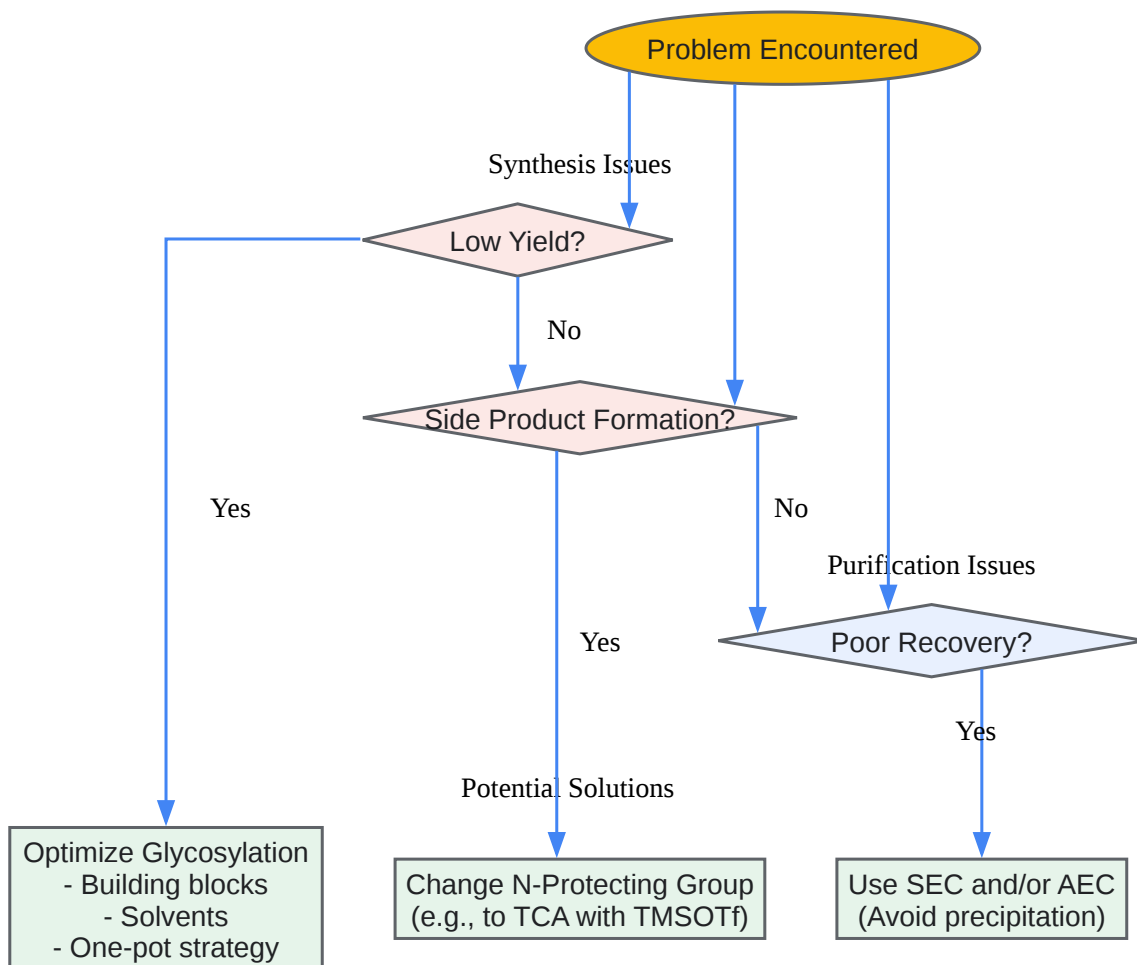 Problem Encountered
Synthesis Issues
Low Yield?
No
Side Product Formation?
Yes
No
Purification Issues
Yes
Poor Recovery?
Yes
Potential Solutions
Optimize Glycosylation
- Building blocks
- Solvents
- One-pot strategy
Change N-Protecting Group
(e.g., to TCA with TMSOTf)
Use SEC and/or AEC
(Avoid precipitation)